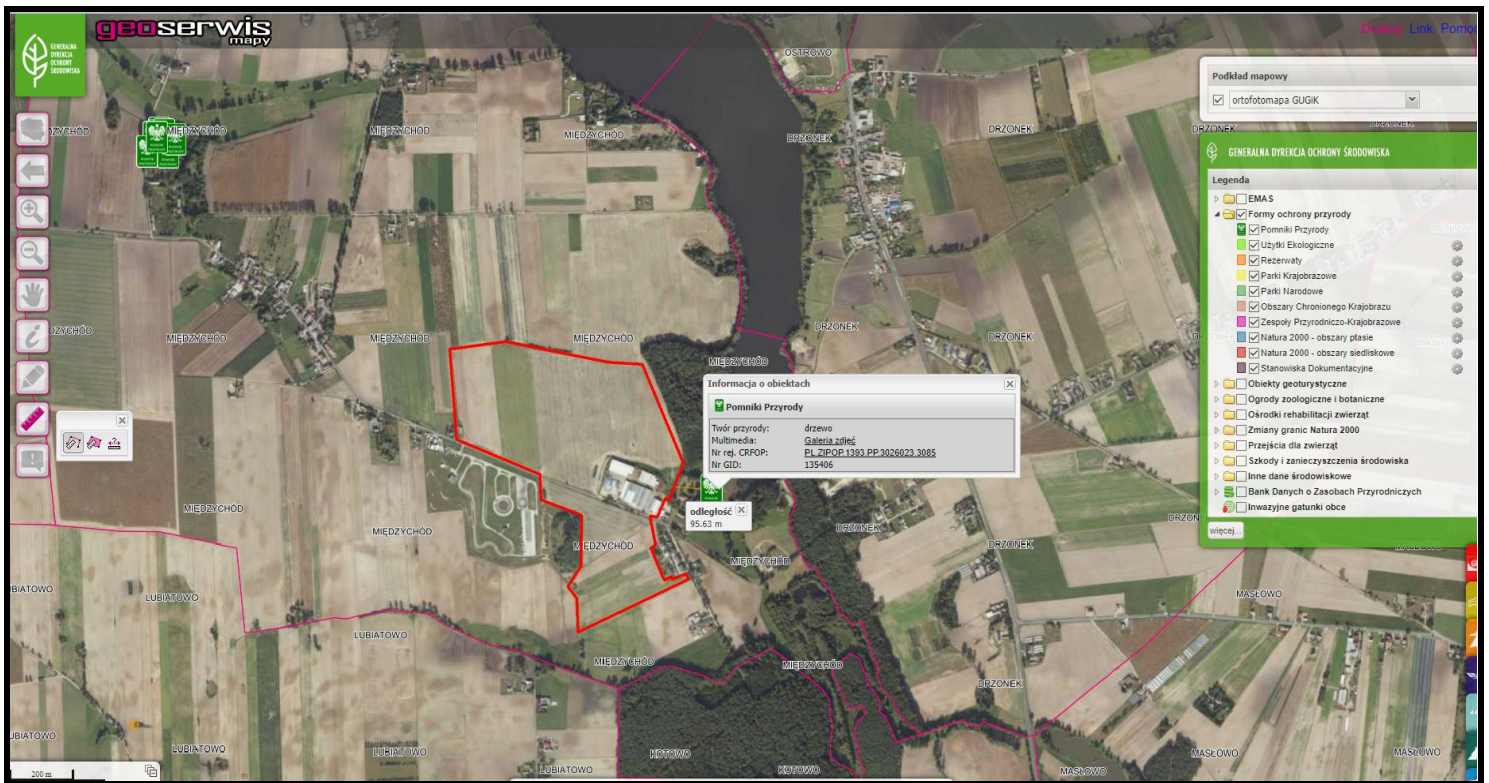 GENERALNA
DYREKCJA
OCHRONY
ŚRODOWISKA
geoserwis
mapy
Link Pomoc
Podkład mapowy
ortofotomapa GUGiK
GENERALNA DYREKCJA OCHRONY ŚRODOWISKA
Legenda
EMAS
Formy ochrony przyrody
Pomniki Przyrody
Użytki Ekologiczne
Rezerwaty
Parki Krajobrazowe
Parki Narodowe
Obszary Chronionego Krajobrazu
Zespoły Przyrodniczo-Krajobrazowe
Natura 2000 - obszary ptasie
Natura 2000 - obszary siedliskowe
Stanowiska Dokumentacyjne
Obiekty geoturystyczne
Ogrody zoologiczne i botaniczne
Ośrodki rehabilitacji zwierząt
Zmiany granic Natura 2000
Przejścia dla zwierząt
Szkody i zanieczyszczenia środowiska
Inne dane środowiskowe
Bank Danych o Zasobach Przyrodniczych
Inwazyjne gatunki obce
więcej...
Informacja o obiektach
Pomniki Przyrody
Twór przyrody: drzewo
Multimedia: Galeria zdjęć
Nr rej. CRFOP: PL.ZIPOP.1393.PP.3026023.3085
Nr GID: 135406
odległość
95.63 m
OSTROWO
MIĘDZYCHÓD
MIĘDZYCHÓD
MIĘDZYCHÓD
DRZONEK
DRZONEK
DRZONEK
DRZONEK
DRZONEK
MIĘDZYCHÓD
MIĘDZYCHÓD
MIĘDZYCHÓD
DRZONEK
MIĘDZYCHÓD
MIĘDZYCHÓD
MIĘDZYCHÓD
MIĘDZYCHÓD
DRZONEK
DRZONEK
MIĘDZYCHÓD
LUBIATOWO
LUBIATOWO
MIĘDZYCHÓD
MIĘDZYCHÓD
DRZONEK
MASŁOWO
LUBIATOWO
LUBIATOWO
LUBIATOWO
KOTOWO
KOTOWO
MASŁOWO
MASŁOWO
MASŁOWO
200 m